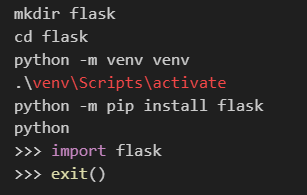 mkdir flask
cd flask
python -m venv venv
.\venv\Scripts\activate
python -m pip install flask
python
>>> import flask
>>> exit()